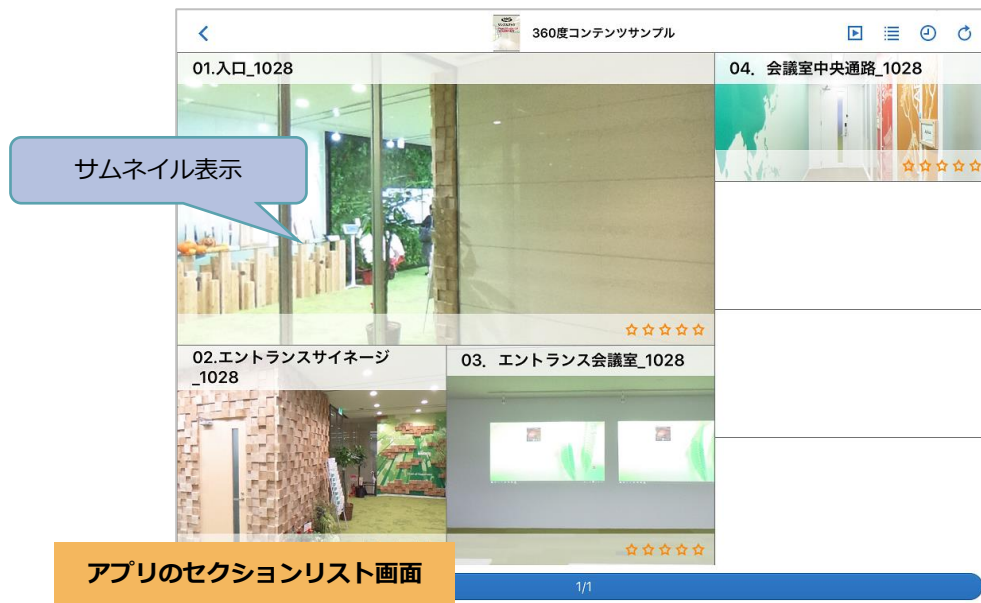 360度コンテンツサンプル
01.入口_1028
04. 会議室中央通路_1028
サムネイル表示
02.エントランスサイネージ
_1028
03. エントランス会議室_1028
アプリのセクションリスト画面
1/1